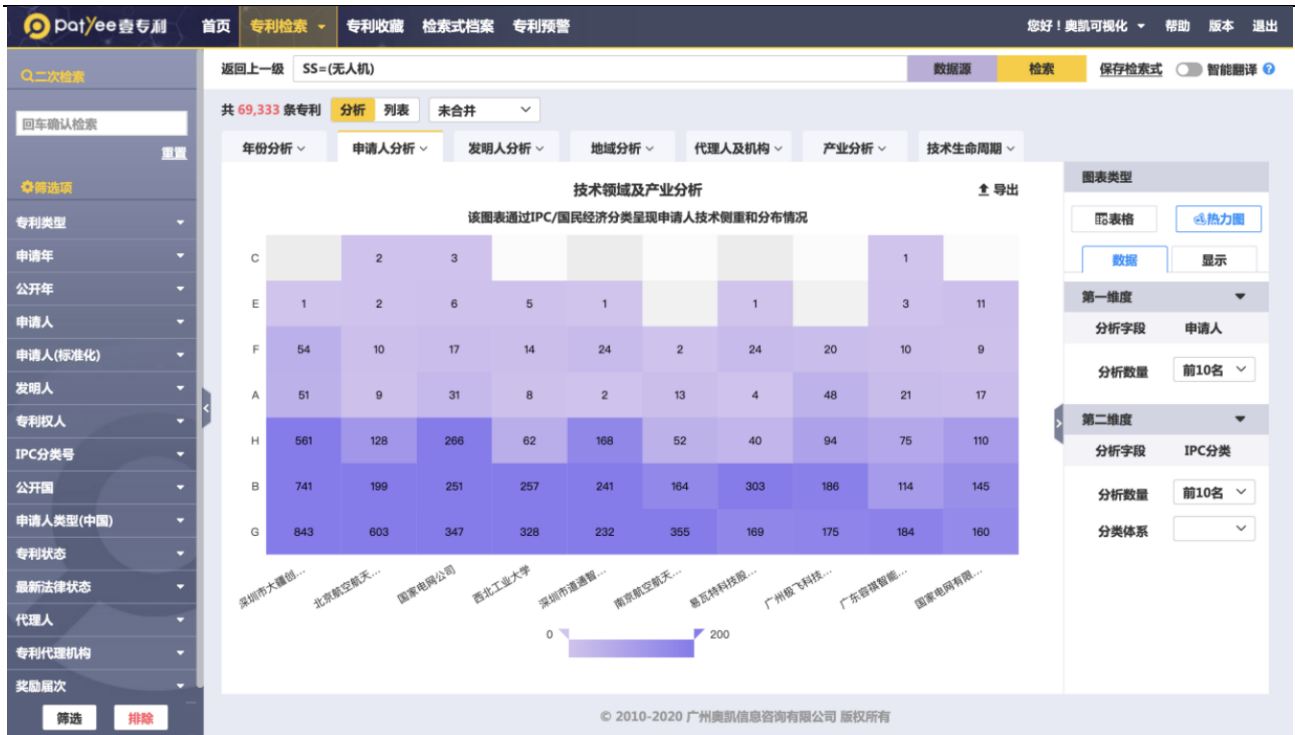 patyee壹专利 首页 专利检索 专利收藏 检索式档案 专利预警 您好！奥凯可视化 帮助 版本 退出
二次检索
回车确认检索
重置
筛选项
专利类型
申请年
公开年
申请人
申请人(标准化)
发明人
专利权人
IPC分类号
公开国
申请人类型(中国)
专利状态
最新法律状态
代理人
专利代理机构
奖励届次
筛选 排除
返回上一级 SS=(无人机) 数据源 检索 保存检索式 智能翻译 ?
共 69,333 条专利 分析 列表 未合并
年份分析 申请人分析 发明人分析 地域分析 代理人及机构 产业分析 技术生命周期
技术领域及产业分析 导出
该图表通过IPC/国民经济分类呈现申请人技术侧重和分布情况
C 2 3 1
E 1 2 6 5 1 1 3 11
F 54 10 17 14 24 2 24 20 10 9
A 51 9 31 8 2 13 4 48 21 17
H 561 128 266 62 168 52 40 94 75 110
B 741 199 251 257 241 164 303 186 114 145
G 843 603 347 328 232 355 169 175 184 160
深圳市大疆创... 北京航空航天... 国家电网公司 西北工业大学 深圳市道通智... 南京航空航天... 易瓦特科技股... 广州极飞科技... 广东容祺智能... 国家电网有限...
0 200
图表类型
表格 热力图
数据 显示
第一维度
分析字段 申请人
分析数量 前10名
第二维度
分析字段 IPC分类
分析数量 前10名
分类体系
© 2010-2020 广州奥凯信息咨询有限公司 版权所有